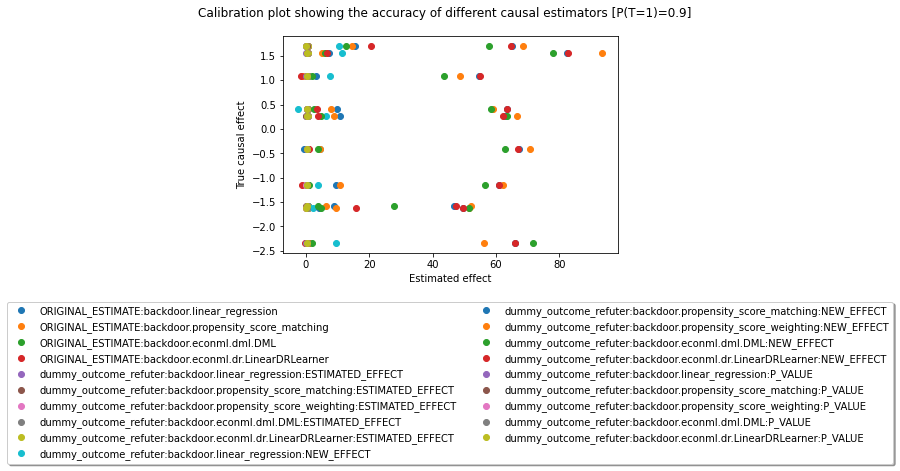 Calibration plot showing the accuracy of different causal estimators [P(T=1)=0.9]
1.5
1.0
0.5
0.0
−0.5
−1.0
−1.5
−2.0
−2.5
True causal effect
0 20 40 60 80
Estimated effect
ORIGINAL_ESTIMATE:backdoor.linear_regression
ORIGINAL_ESTIMATE:backdoor.propensity_score_matching
ORIGINAL_ESTIMATE:backdoor.econml.dml.DML
ORIGINAL_ESTIMATE:backdoor.econml.dr.LinearDRLearner
dummy_outcome_refuter:backdoor.linear_regression:ESTIMATED_EFFECT
dummy_outcome_refuter:backdoor.propensity_score_matching:ESTIMATED_EFFECT
dummy_outcome_refuter:backdoor.propensity_score_weighting:ESTIMATED_EFFECT
dummy_outcome_refuter:backdoor.econml.dml.DML:ESTIMATED_EFFECT
dummy_outcome_refuter:backdoor.econml.dr.LinearDRLearner:ESTIMATED_EFFECT
dummy_outcome_refuter:backdoor.linear_regression:NEW_EFFECT
dummy_outcome_refuter:backdoor.propensity_score_matching:NEW_EFFECT
dummy_outcome_refuter:backdoor.propensity_score_weighting:NEW_EFFECT
dummy_outcome_refuter:backdoor.econml.dml.DML:NEW_EFFECT
dummy_outcome_refuter:backdoor.econml.dr.LinearDRLearner:NEW_EFFECT
dummy_outcome_refuter:backdoor.linear_regression:P_VALUE
dummy_outcome_refuter:backdoor.propensity_score_matching:P_VALUE
dummy_outcome_refuter:backdoor.propensity_score_weighting:P_VALUE
dummy_outcome_refuter:backdoor.econml.dml.DML:P_VALUE
dummy_outcome_refuter:backdoor.econml.dr.LinearDRLearner:P_VALUE